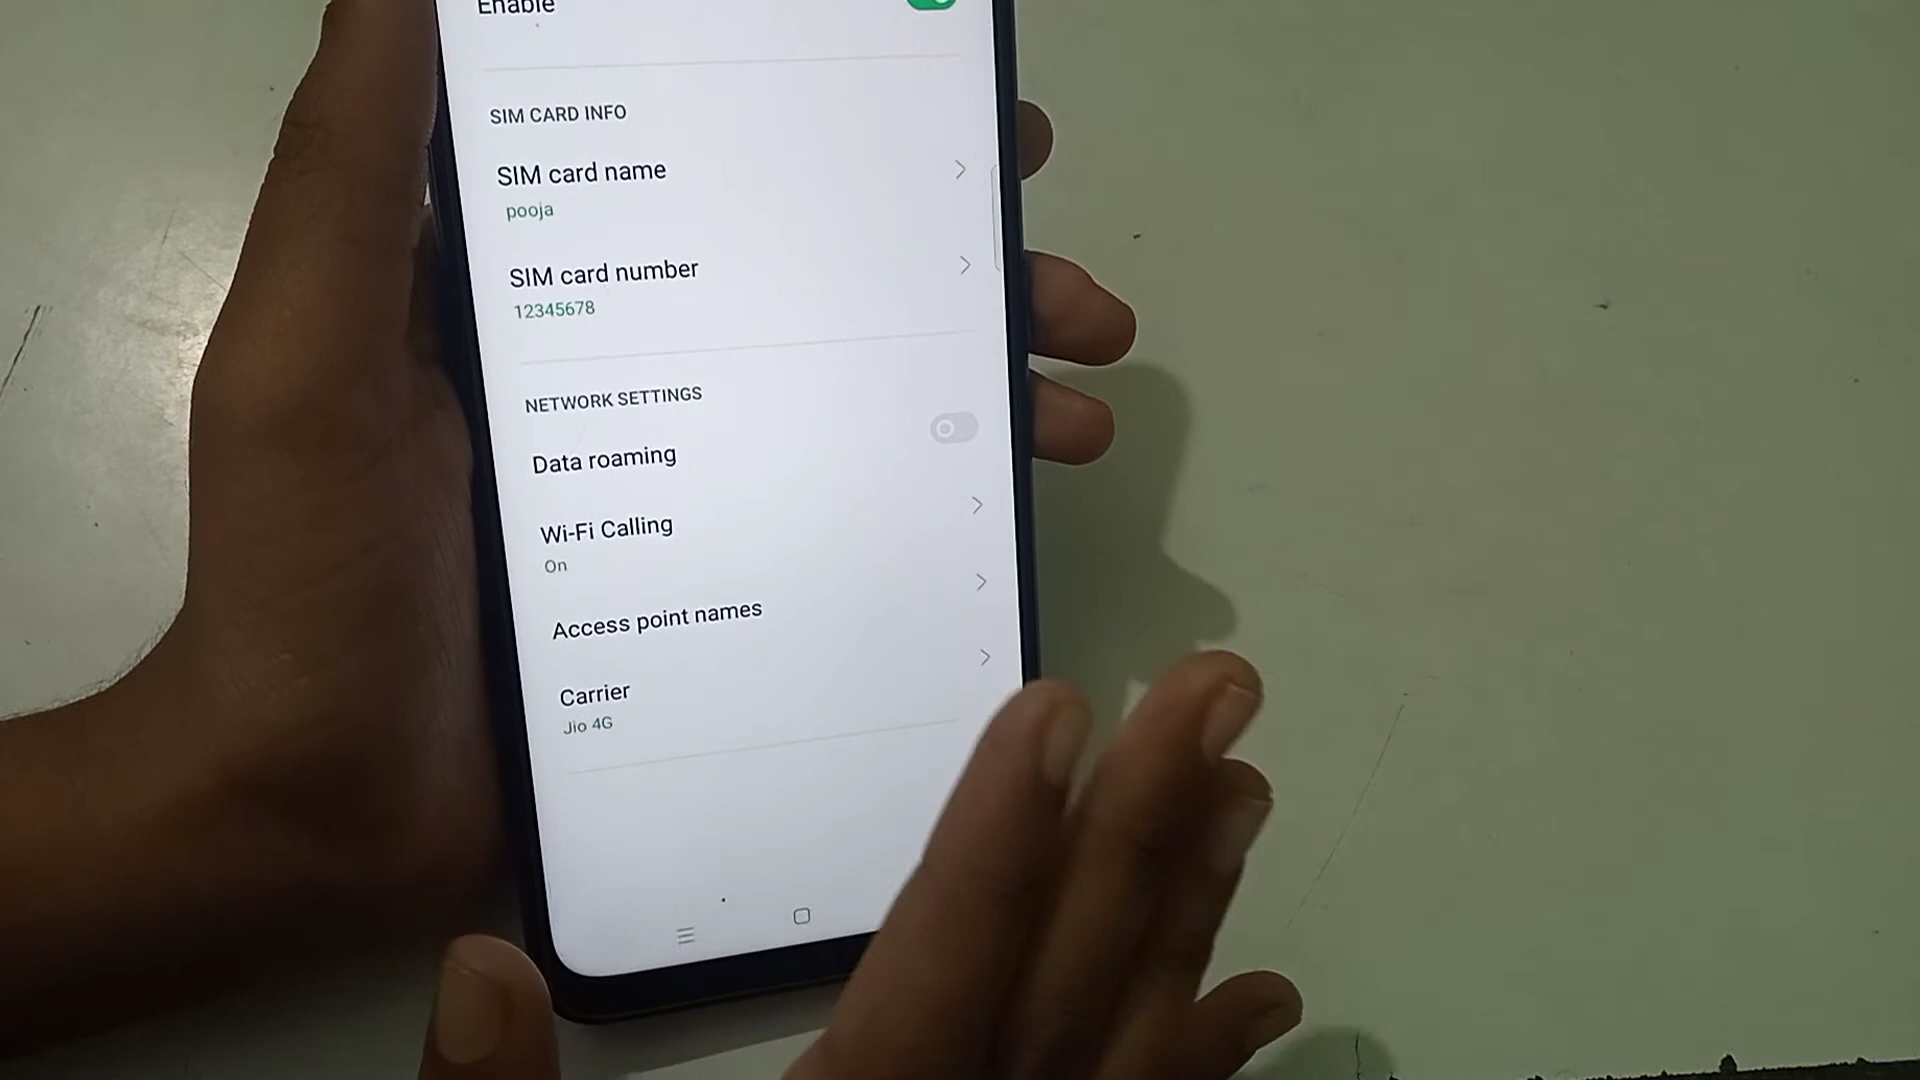 Enable
SIM CARD INFO
SIM card name
pooja
SIM card number
12345678
NETWORK SETTINGS
Data roaming
Wi-Fi Calling
On
Access point names
Carrier
Jio 4G